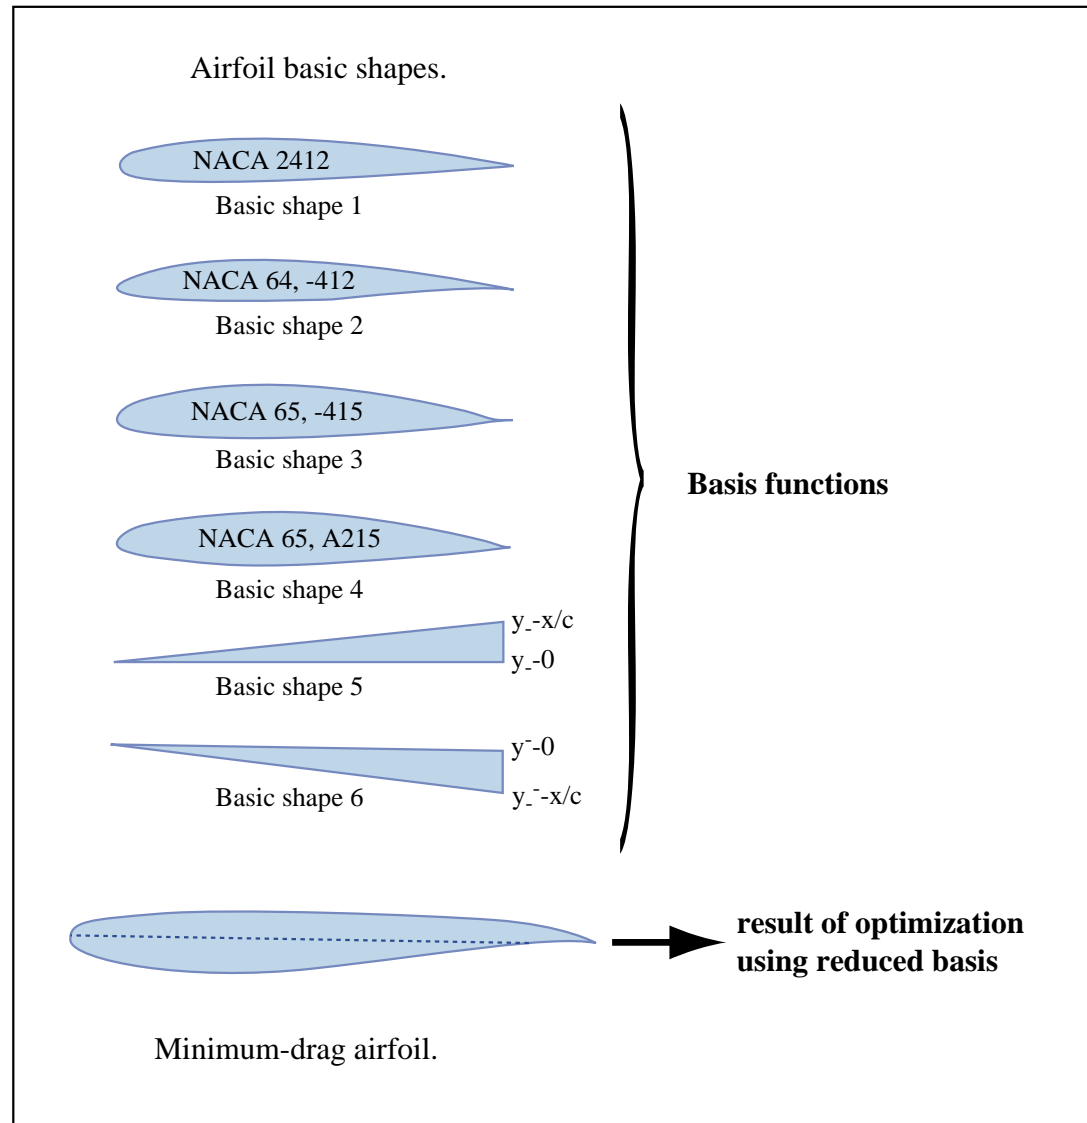 Airfoil basic shapes.
NACA 2412
Basic shape 1
NACA 64, -412
Basic shape 2
NACA 65, -415
Basic shape 3
Basis functions
NACA 65, A215
Basic shape 4
y_-x/c
y_-0
Basic shape 5
y⁻-0
Basic shape 6
y_⁻-x/c
result of optimization
using reduced basis
Minimum-drag airfoil.